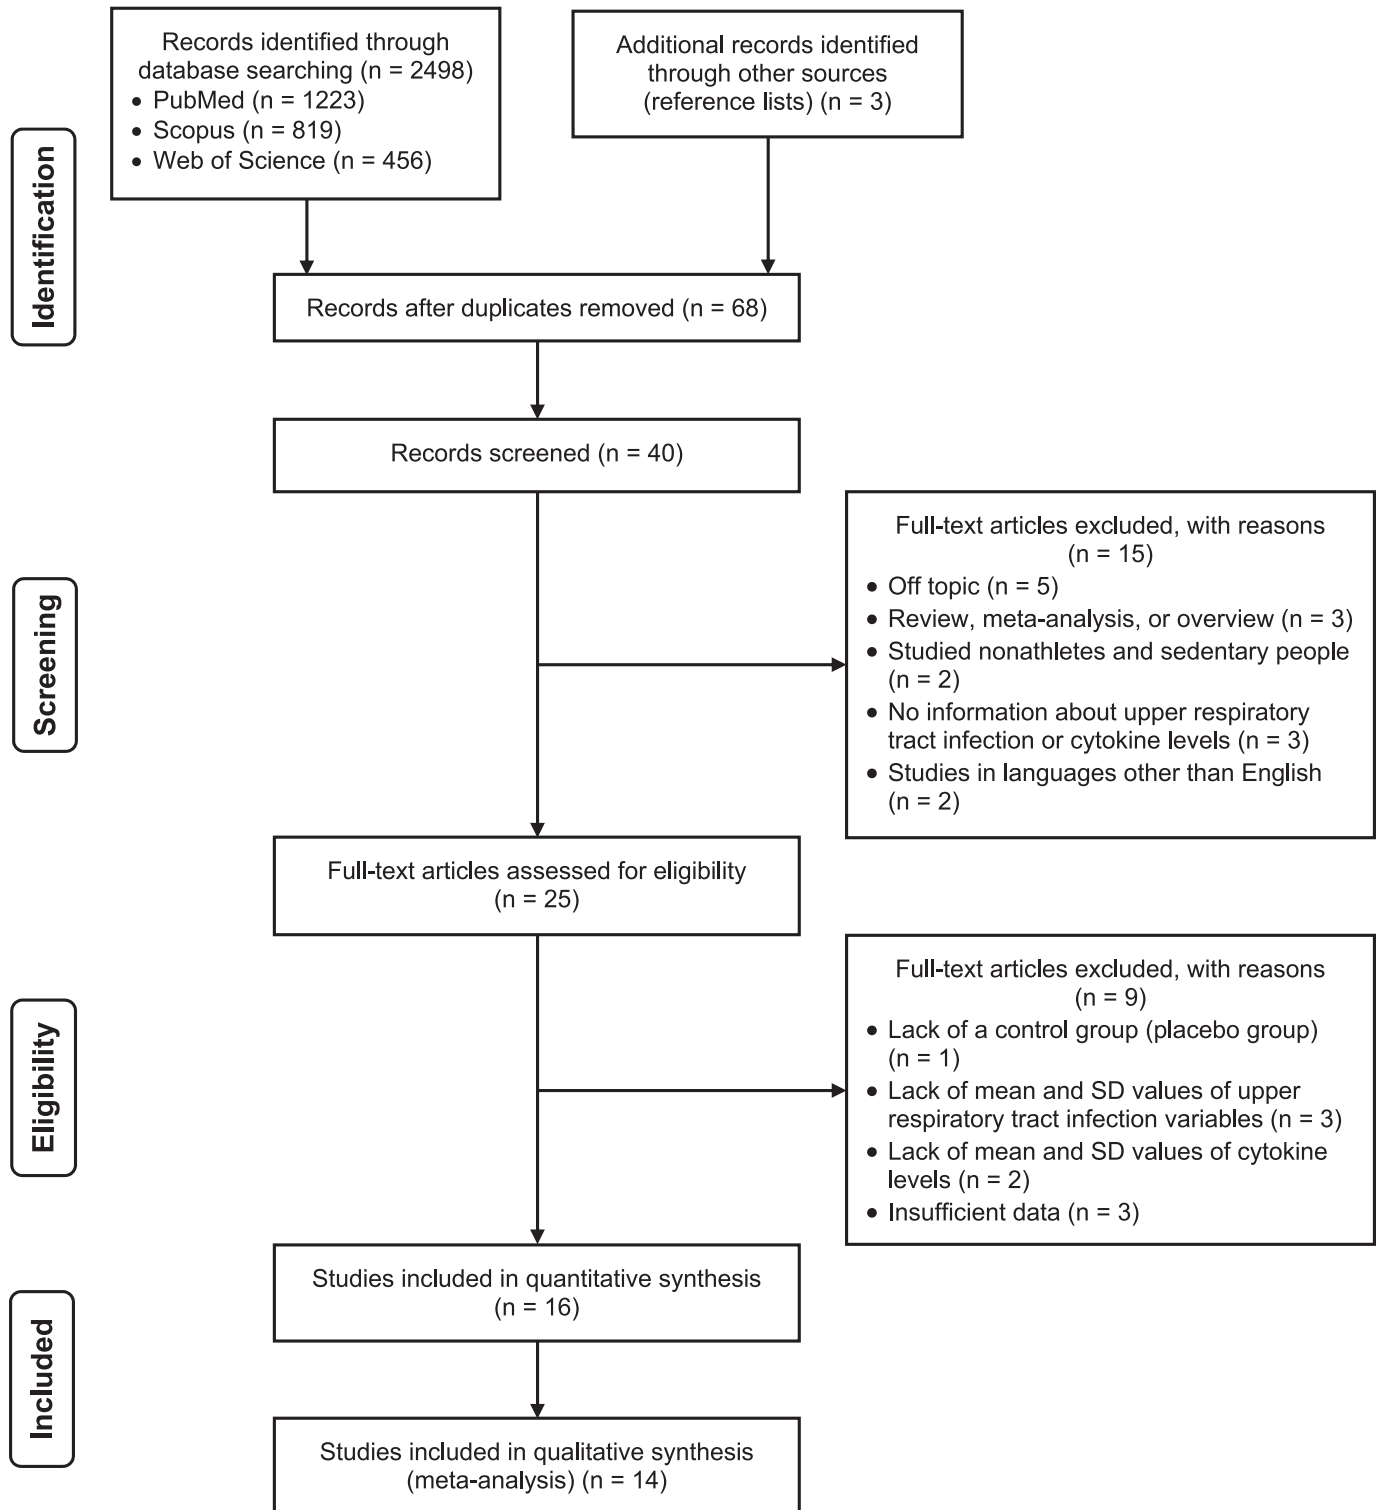 Identification
Records identified through
database searching (n = 2498)
• PubMed (n = 1223)
• Scopus (n = 819)
• Web of Science (n = 456)
Additional records identified
through other sources
(reference lists) (n = 3)
Records after duplicates removed (n = 68)
Screening
Records screened (n = 40)
Full-text articles excluded, with reasons
(n = 15)
• Off topic (n = 5)
• Review, meta-analysis, or overview (n = 3)
• Studied nonathletes and sedentary people
(n = 2)
• No information about upper respiratory
tract infection or cytokine levels (n = 3)
• Studies in languages other than English
(n = 2)
Eligibility
Full-text articles assessed for eligibility
(n = 25)
Full-text articles excluded, with reasons
(n = 9)
• Lack of a control group (placebo group)
(n = 1)
• Lack of mean and SD values of upper
respiratory tract infection variables (n = 3)
• Lack of mean and SD values of cytokine
levels (n = 2)
• Insufficient data (n = 3)
Included
Studies included in quantitative synthesis
(n = 16)
Studies included in qualitative synthesis
(meta-analysis) (n = 14)